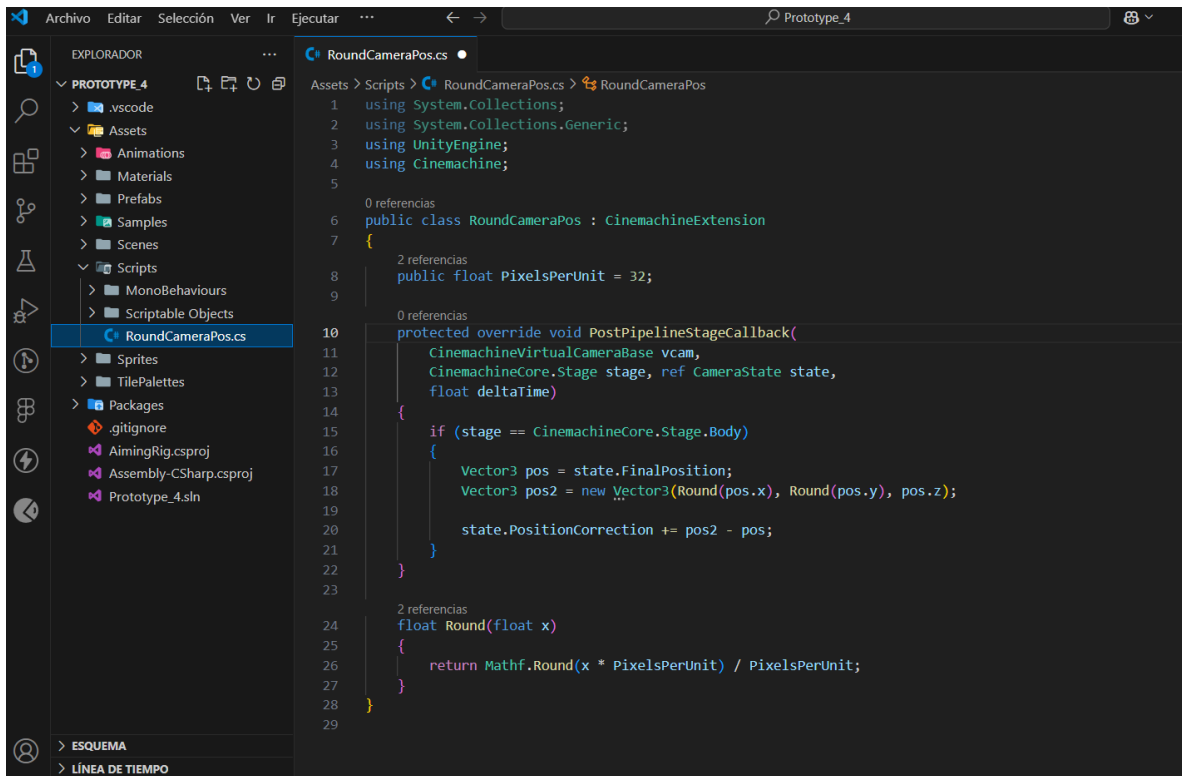 Archivo Editar Selección Ver Ir Ejecutar ··· ← → Prototype_4
EXPLORADOR ···
PROTOTYPE_4
.vscode
Assets
Animations
Materials
Prefabs
Samples
Scenes
Scripts
MonoBehaviours
Scriptable Objects
RoundCameraPos.cs
Sprites
TilePalettes
Packages
.gitignore
AimingRig.csproj
Assembly-CSharp.csproj
Prototype_4.sln
ESQUEMA
LÍNEA DE TIEMPO
1
RoundCameraPos.cs ●
Assets > Scripts > RoundCameraPos.cs > RoundCameraPos
1 using System.Collections;
2 using System.Collections.Generic;
3 using UnityEngine;
4 using Cinemachine;
5
0 referencias
6 public class RoundCameraPos : CinemachineExtension
7 {
2 referencias
8 public float PixelsPerUnit = 32;
9
0 referencias
10 protected override void PostPipelineStageCallback(
11 CinemachineVirtualCameraBase vcam,
12 CinemachineCore.Stage stage, ref CameraState state,
13 float deltaTime)
14 {
15 if (stage == CinemachineCore.Stage.Body)
16 {
17 Vector3 pos = state.FinalPosition;
18 Vector3 pos2 = new Vector3(Round(pos.x), Round(pos.y), pos.z);
19
20 state.PositionCorrection += pos2 - pos;
21 }
22 }
23
2 referencias
24 float Round(float x)
25 {
26 return Mathf.Round(x * PixelsPerUnit) / PixelsPerUnit;
27 }
28 }
29